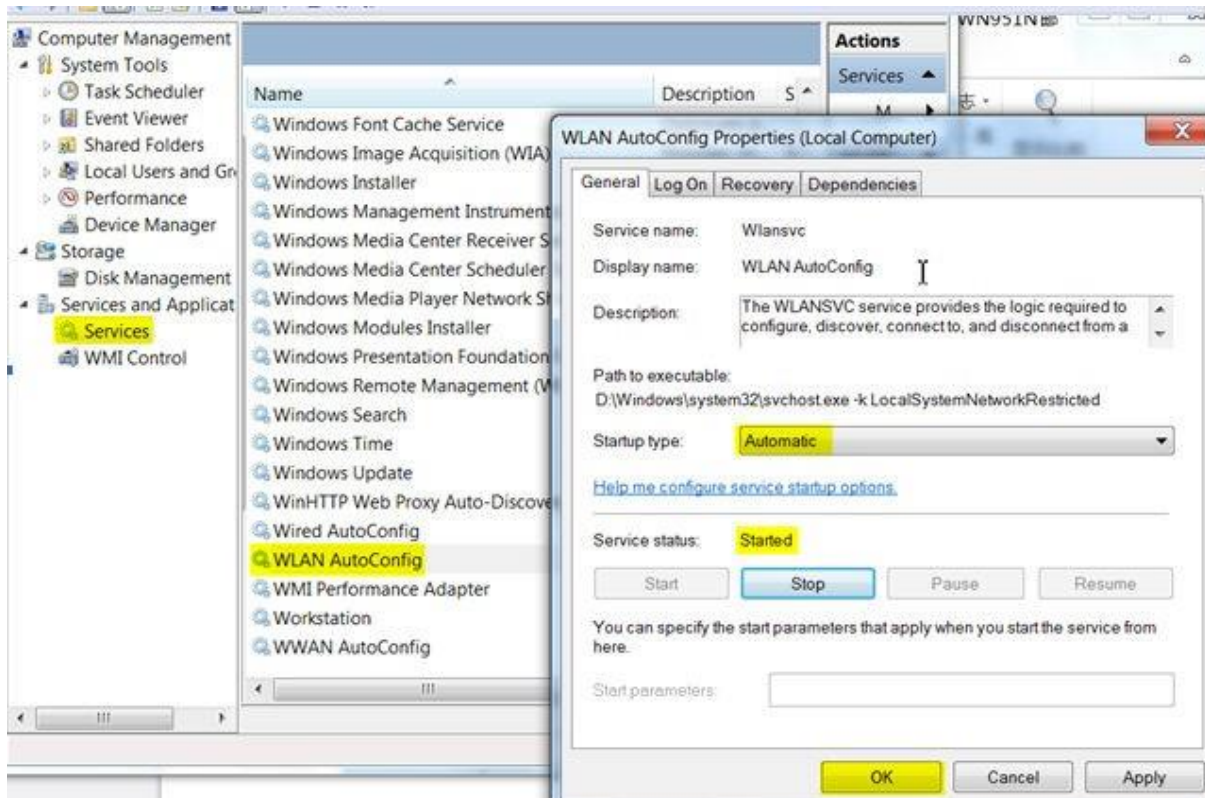 Computer Management
System Tools
Task Scheduler
Event Viewer
Shared Folders
Local Users and Gr
Performance
Device Manager
Storage
Disk Management
Services and Applicat
Services
WMI Control
Name
Description
S
Windows Font Cache Service
Windows Image Acquisition (WIA)
Windows Installer
Windows Management Instrument
Windows Media Center Receiver S
Windows Media Center Scheduler
Windows Media Player Network Sh
Windows Modules Installer
Windows Presentation Foundation
Windows Remote Management (W
Windows Search
Windows Time
Windows Update
WinHTTP Web Proxy Auto-Discove
Wired AutoConfig
WLAN AutoConfig
WMI Performance Adapter
Workstation
WWAN AutoConfig
Actions
Services
M
WN951N
WLAN AutoConfig Properties (Local Computer)
General Log On Recovery Dependencies
Service name: Wlansvc
Display name: WLAN AutoConfig
Description: The WLANSVC service provides the logic required to
configure, discover, connect to, and disconnect from a
Path to executable:
D:\Windows\system32\svchost.exe -k LocalSystemNetworkRestricted
Startup type: Automatic
Help me configure service startup options.
Service status: Started
Start Stop Pause Resume
You can specify the start parameters that apply when you start the service from
here.
Start parameters:
OK Cancel Apply